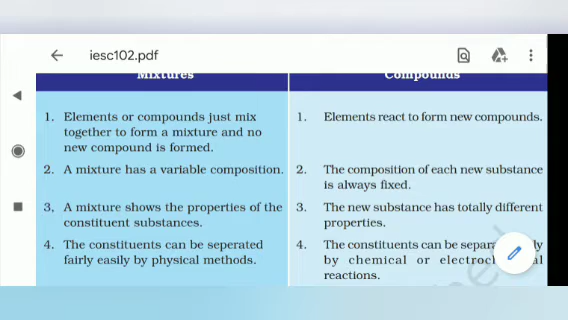 iesc102.pdf
Mixtures
Compounds
1. Elements or compounds just mix
together to form a mixture and no
new compound is formed.
2. A mixture has a variable composition.
3, A mixture shows the properties of the
constituent substances.
4. The constituents can be seperated
fairly easily by physical methods.
1. Elements react to form new compounds.
2. The composition of each new substance
is always fixed.
3. The new substance has totally different
properties.
4. The constituents can be
by chemical or
reactions.